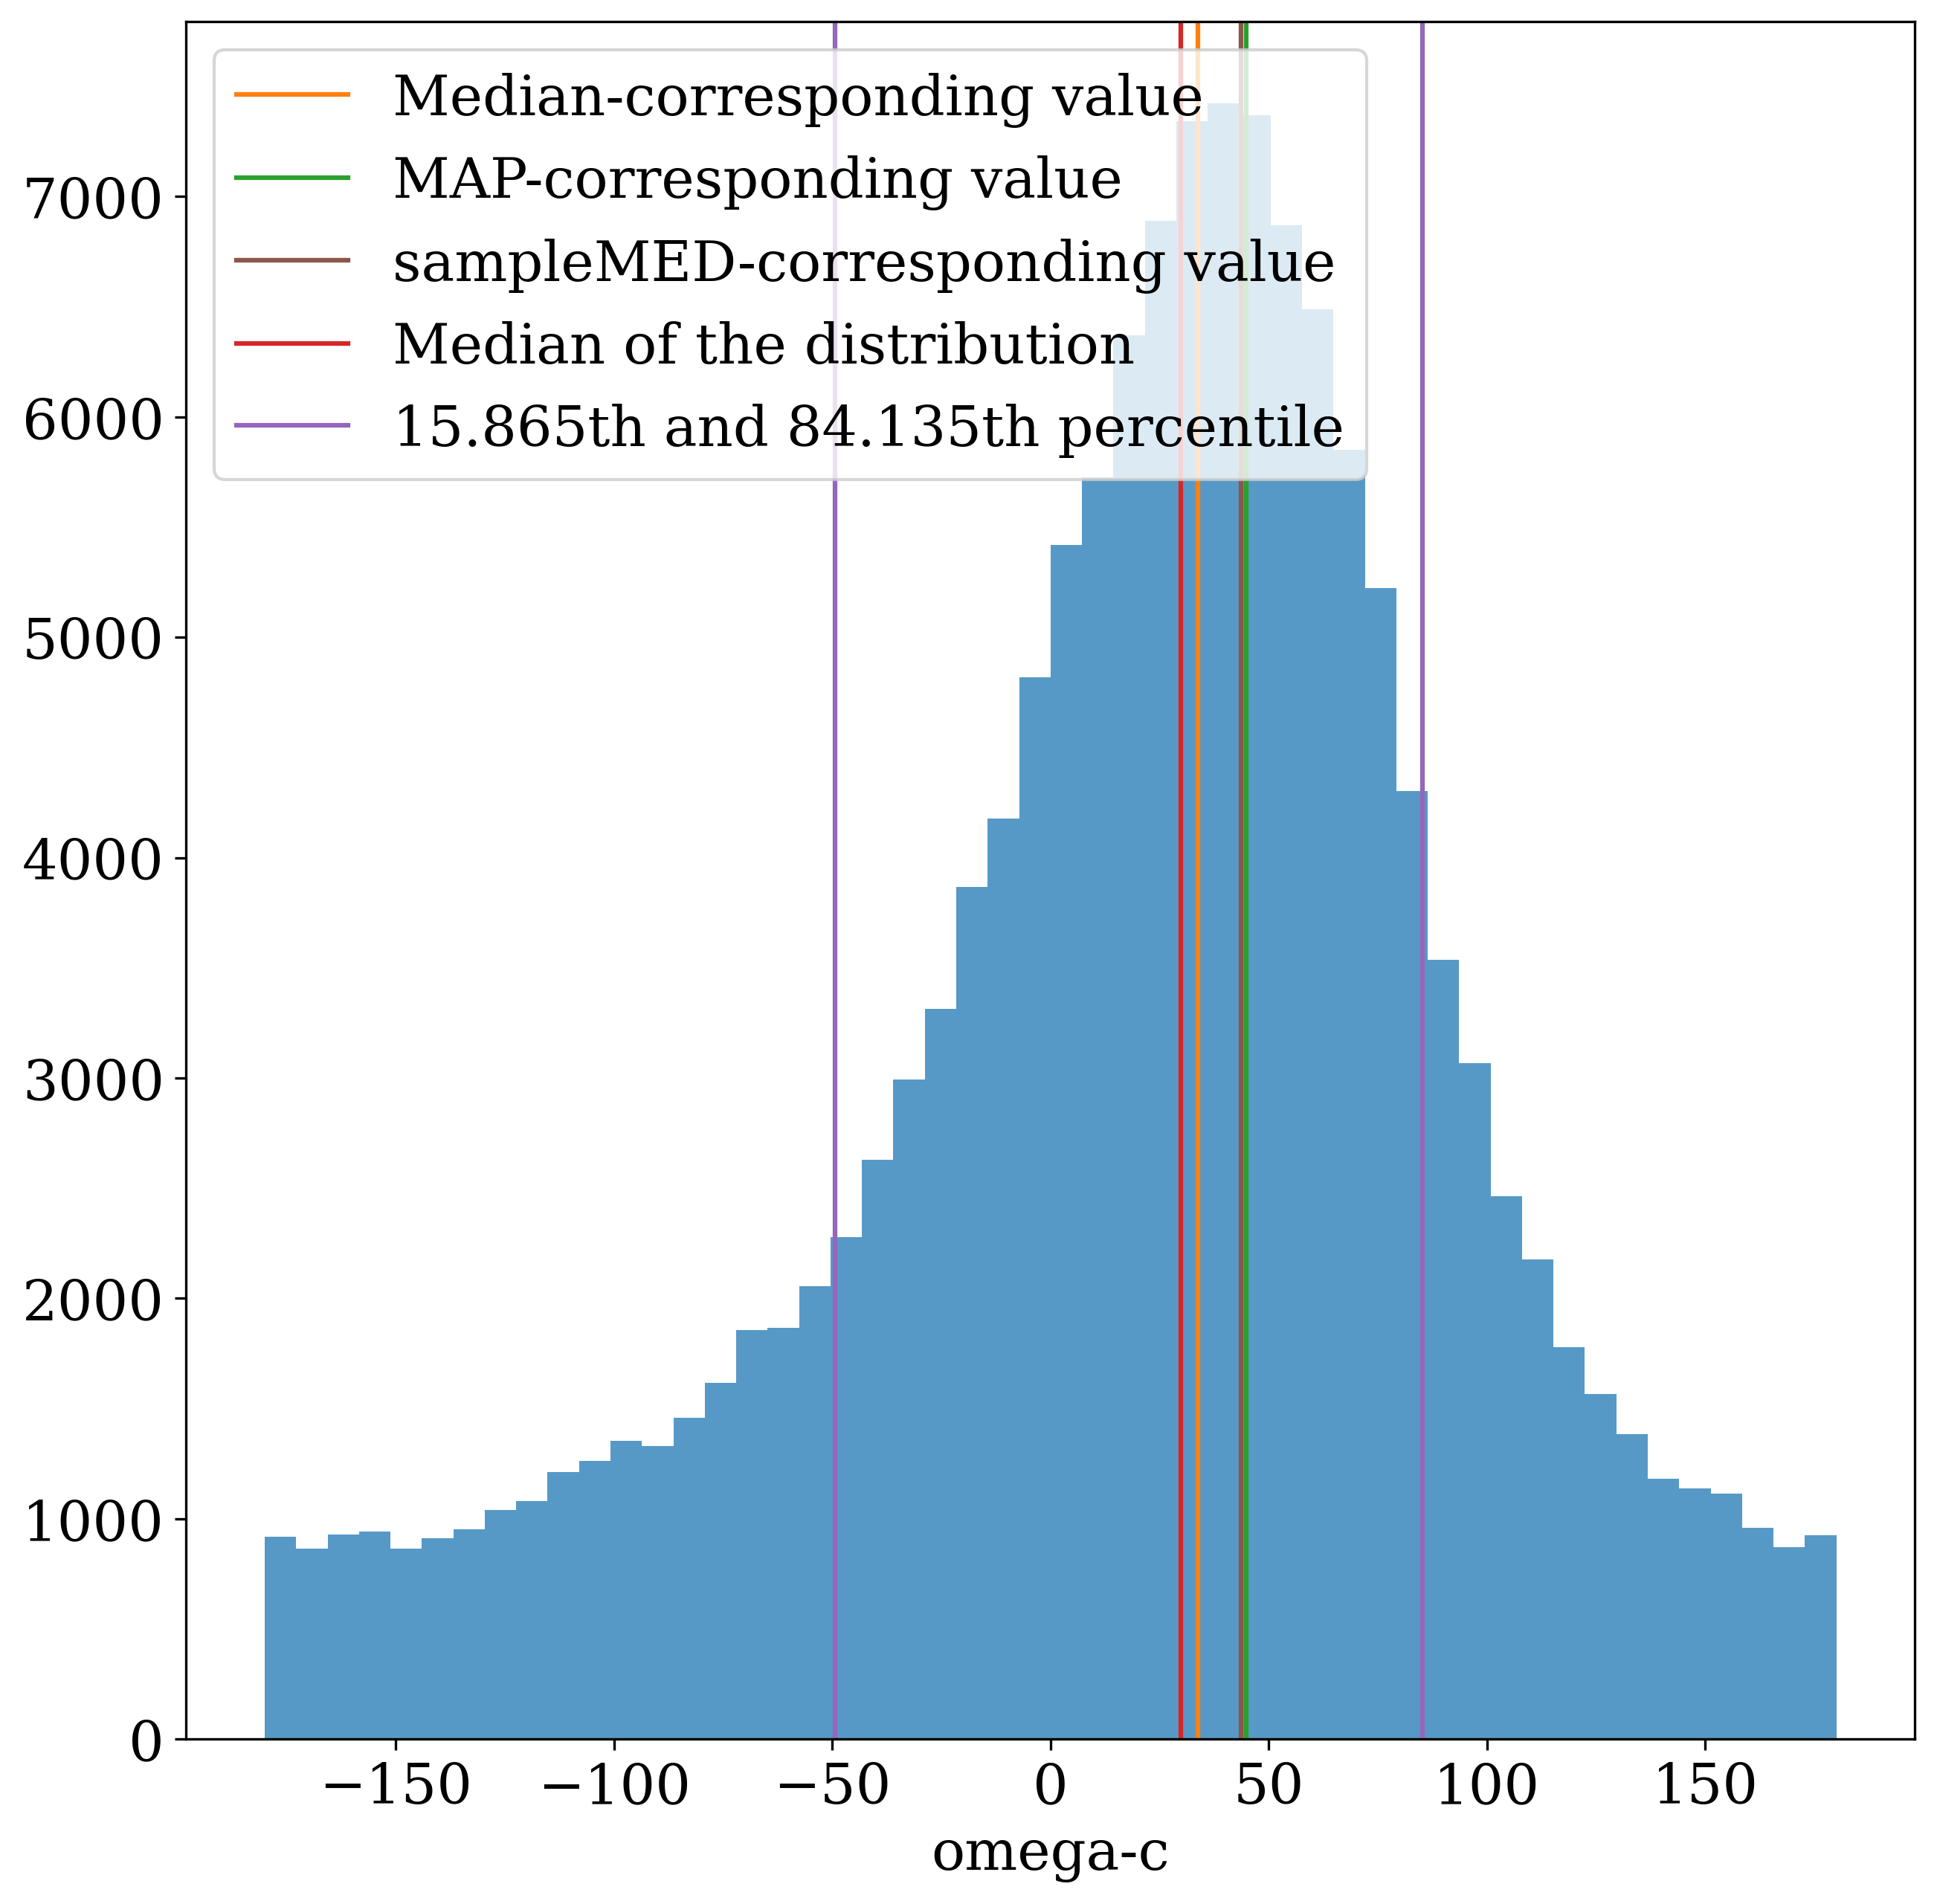 Median-corresponding value
MAP-corresponding value
sampleMED-corresponding value
Median of the distribution
15.865th and 84.135th percentile
7000
6000
5000
4000
3000
2000
1000
0
−150 −100 −50 0 50 100 150
omega-c